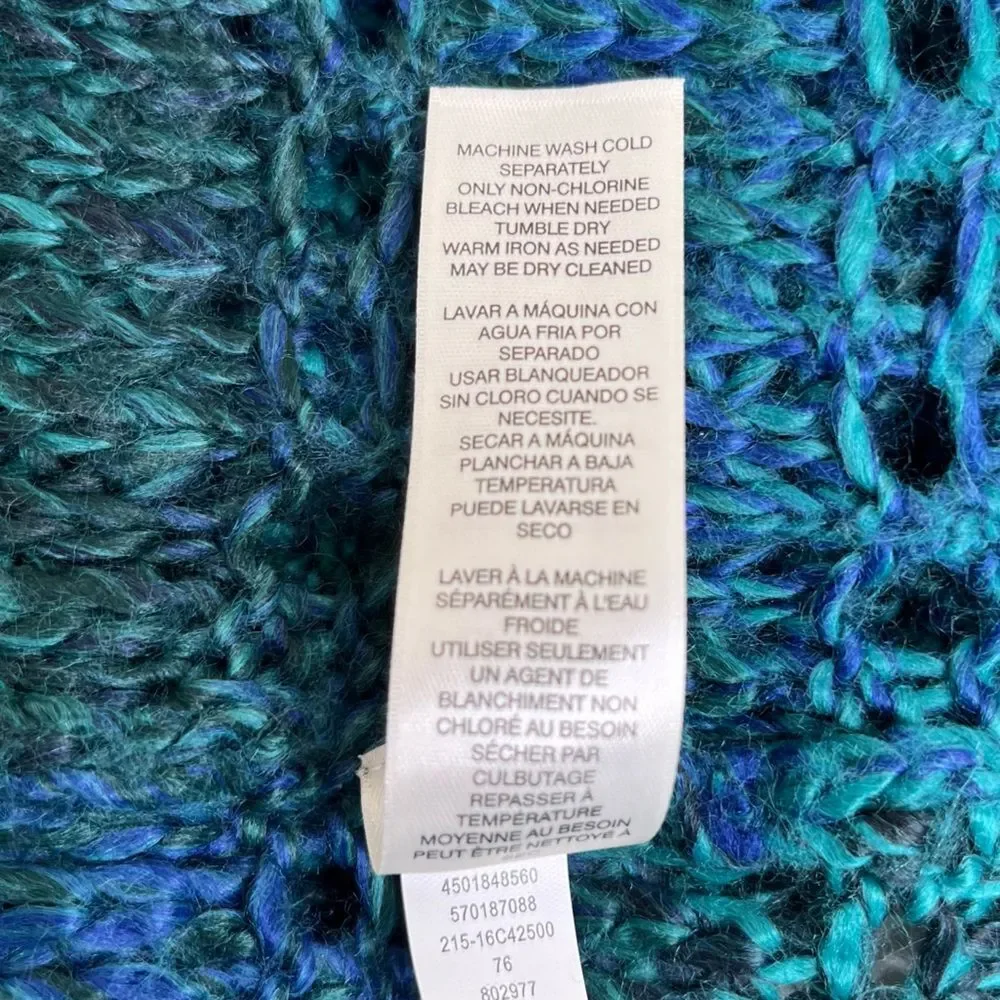 MACHINE WASH COLD
SEPARATELY
ONLY NON-CHLORINE
BLEACH WHEN NEEDED
TUMBLE DRY
WARM IRON AS NEEDED
MAY BE DRY CLEANED
LAVAR A MÁQUINA CON
AGUA FRIA POR
SEPARADO
USAR BLANQUEADOR
SIN CLORO CUANDO SE
NECESITE.
SECAR A MÁQUINA
PLANCHAR A BAJA
TEMPERATURA
PUEDE LAVARSE EN
SECO
LAVER À LA MACHINE
SÉPARÉMENT À L'EAU
FROIDE
UTILISER SEULEMENT
UN AGENT DE
BLANCHIMENT NON
CHLORÉ AU BESOIN
SÉCHER PAR
CULBUTAGE
REPASSER À
TEMPÉRATURE
MOYENNE AU BESOIN
PEUT ÊTRE NETTOYÉ À
4501848560
570187088
215-16C42500
76
802977